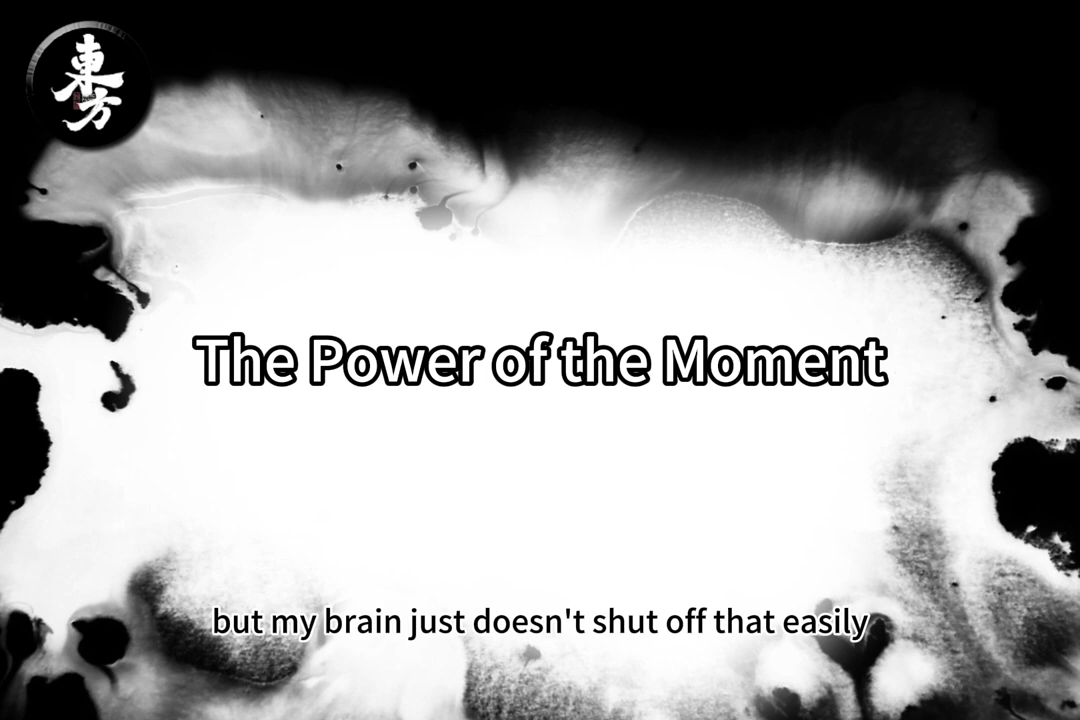 東
方
The Power of the Moment
but my brain just doesn't shut off that easily